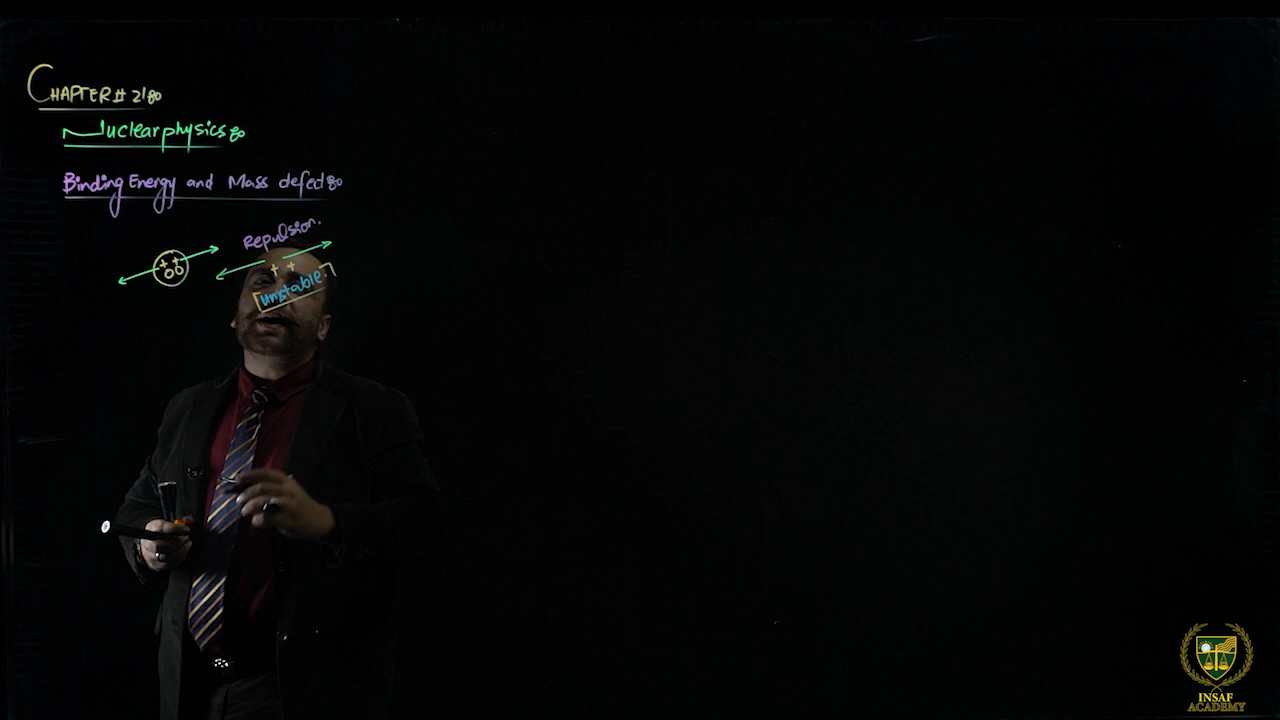 CHAPTER # 21:
Nuclear physics:
Binding Energy and Mass defect:
Repulsion.
+ +
+ +
unstable.
INSAF
ACADEMY